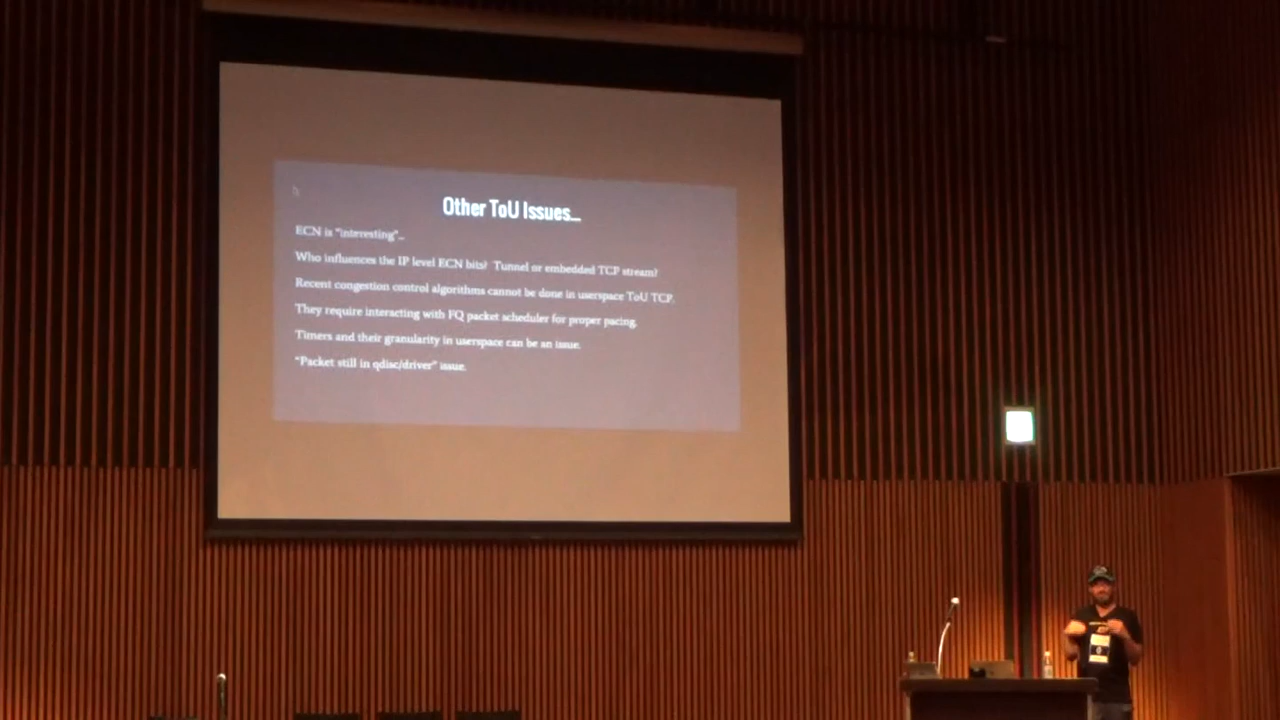 Other ToU Issues...
ECN is "interesting"...
Who influences the IP level ECN bits? Tunnel or embedded TCP stream?
Recent congestion control algorithms cannot be done in userspace ToU TCP.
They require interacting with FQ packet scheduler for proper pacing.
Timers and their granularity in userspace can be an issue.
"Packet still in qdisc/driver" issue.